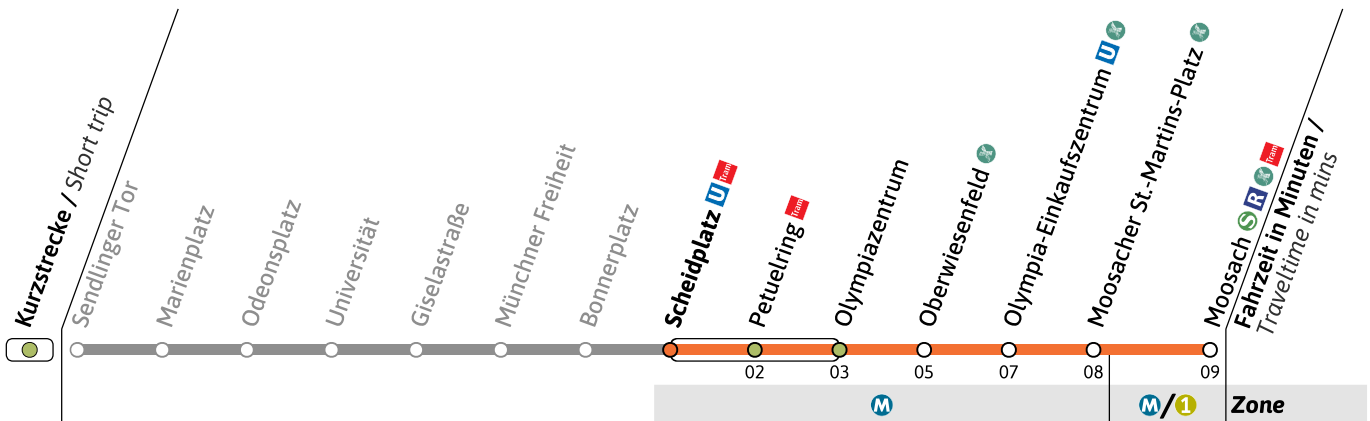 Kurzstrecke / Short trip
Sendlinger Tor
Marienplatz
Odeonsplatz
Universität
Giselastraße
Münchner Freiheit
Bonnerplatz
Scheidplatz U Tram
Petuelring Tram
Olympiazentrum
Oberwiesenfeld
Olympia-Einkaufszentrum U
Moosacher St.-Martins-Platz
Moosach S R Tram
Fahrzeit in Minuten /
Traveltime in mins
02 03 05 07 08 09
M M/1 Zone